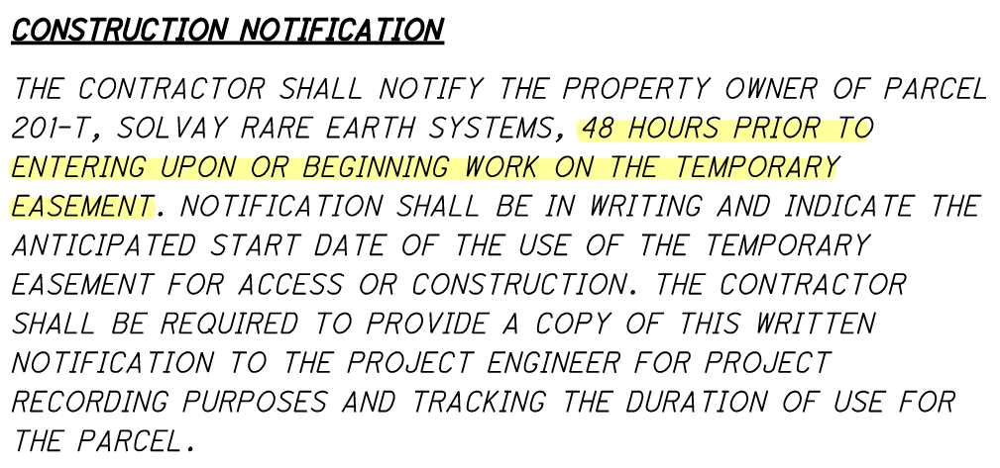 CONSTRUCTION NOTIFICATION
THE CONTRACTOR SHALL NOTIFY THE PROPERTY OWNER OF PARCEL
201-T, SOLVAY RARE EARTH SYSTEMS, 48 HOURS PRIOR TO
ENTERING UPON OR BEGINNING WORK ON THE TEMPORARY
EASEMENT. NOTIFICATION SHALL BE IN WRITING AND INDICATE THE
ANTICIPATED START DATE OF THE USE OF THE TEMPORARY
EASEMENT FOR ACCESS OR CONSTRUCTION. THE CONTRACTOR
SHALL BE REQUIRED TO PROVIDE A COPY OF THIS WRITTEN
NOTIFICATION TO THE PROJECT ENGINEER FOR PROJECT
RECORDING PURPOSES AND TRACKING THE DURATION OF USE FOR
THE PARCEL.